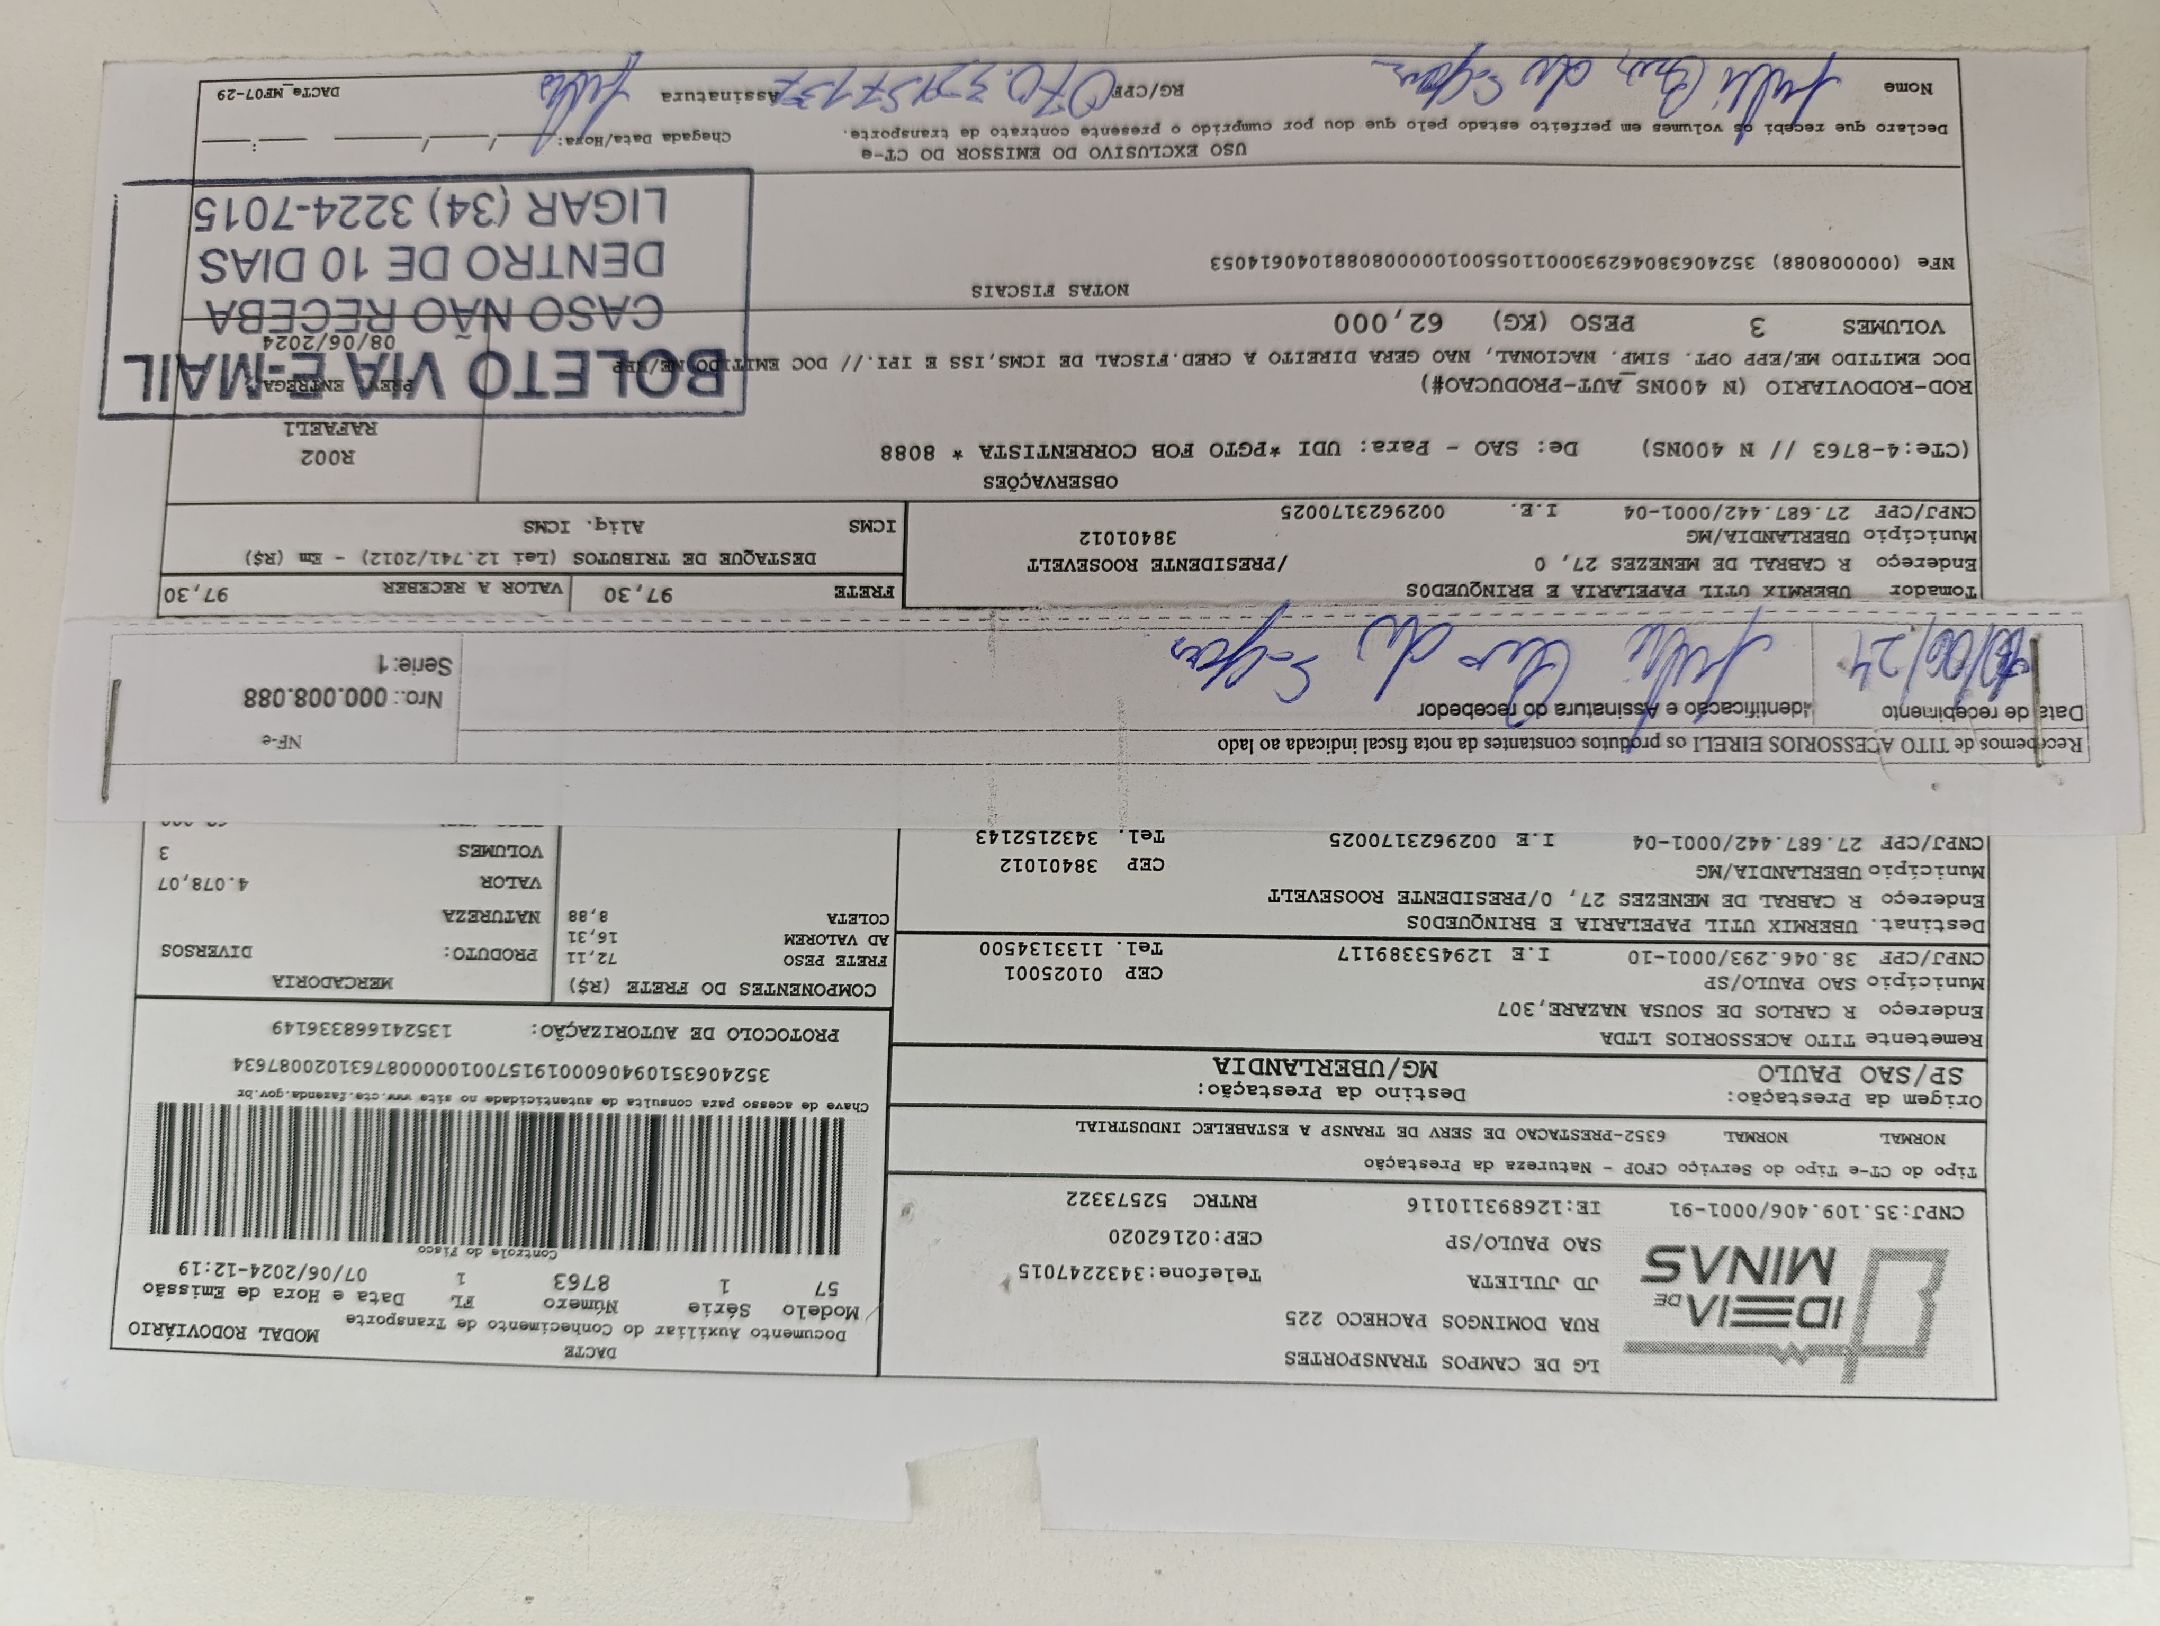 IDEIA DE MINAS
LG DE CAMPOS TRANSPORTES
RUA DOMINGOS PACHECO 225
JD JULIETA Telefone:3432247015
SAO PAULO/SP CEP:02162020
CNPJ:35.109.406/0001-91 IE:126893110116 RNTRC 52573322
DACTE
Documento Auxiliar do Conhecimento de Transporte MODAL RODOVIÁRIO
Modelo Série Número FL Data e Hora de Emissão
57 1 8763 1 07/06/2024-12:19
Controle do Fisco
Chave de acesso para consulta de autenticidade no site www.cte.fazenda.gov.br
35240635109406000191570010000087631020087634
PROTOCOLO DE AUTORIZAÇÃO: 135241668336149
Tipo do CT-e Tipo do Serviço CFOP - Natureza da Prestação
NORMAL NORMAL 6352-PRESTACAO DE SERV DE TRANSP A ESTABELEC INDUSTRIAL
Origem da Prestação: Destino da Prestação:
SP/SAO PAULO MG/UBERLANDIA
Remetente TITO ACESSORIOS LTDA
Endereço R CARLOS DE SOUSA NAZARE,307
Município SAO PAULO/SP CEP 01025001
CNPJ/CPF 38.046.293/0001-10 I.E 129453389117 Tel. 1133134500
Destinat. UBERMIX UTIL PAPELARIA E BRINQUEDOS
Endereço R CABRAL DE MENEZES 27, 0/PRESIDENTE ROOSEVELT
Município UBERLANDIA/MG CEP 38401012
CNPJ/CPF 27.687.442/0001-04 I.E 0029623170025 Tel. 3432152143
COMPONENTES DO FRETE (R$)
FRETE PESO 72,11
AD VALOREM 16,31
COLETA 8,88
MERCADORIA
PRODUTO: DIVERSOS
NATUREZA
VALOR 4.078,07
VOLUMES 3
Recebemos de TITO ACESSORIOS EIRELI os produtos constantes da nota fiscal indicada ao lado
Data de recebimento Identificação e Assinatura do recebedor
NF-e
Nro.: 000.008.088
Serie:1
Tomador UBERMIX UTIL PAPELARIA E BRINQUEDOS
Endereço R CABRAL DE MENEZES 27, 0 /PRESIDENTE ROOSEVELT
Município UBERLANDIA/MG 38401012
CNPJ/CPF 27.687.442/0001-04 I.E. 0029623170025
FRETE 97,30 VALOR A RECEBER 97,30
DESTAQUE DE TRIBUTOS (Lei 12.741/2012) - Em (R$)
ICMS Aliq. ICMS
OBSERVAÇÕES
(CTe:4-8763 // N 400NS) De: SAO - Para: UDI *PGTO FOB CORRENTISTA * 8088
R002
RAFAELI
ROD-RODOVIARIO (N 400NS_AUT-PRODUCAO#)
DOC EMITIDO ME/EPP OPT. SIMP. NACIONAL, NAO GERA DIREITO A CRED.FISCAL DE ICMS,ISS E IPI.// DOC EMITIDO ME/EPP
PREV ENTREGA
08/06/2024
VOLUMES 3 PESO (KG) 62,000
NOTAS FISCAIS
NFe (000008088) 35240638046293000110550010000080881040614053
BOLETO VIA E-MAIL
CASO NÃO RECEBA
DENTRO DE 10 DIAS
LIGAR (34) 3224-7015
USO EXCLUSIVO DO EMISSOR DO CT-e
Declaro que recebi os volumes em perfeito estado pelo que dou por cumprido o presente contrato de transporte. Chegada Data/Hora: __/__/__ __:__
Nome RG/CPF Assinatura
DACTe_MF07-29